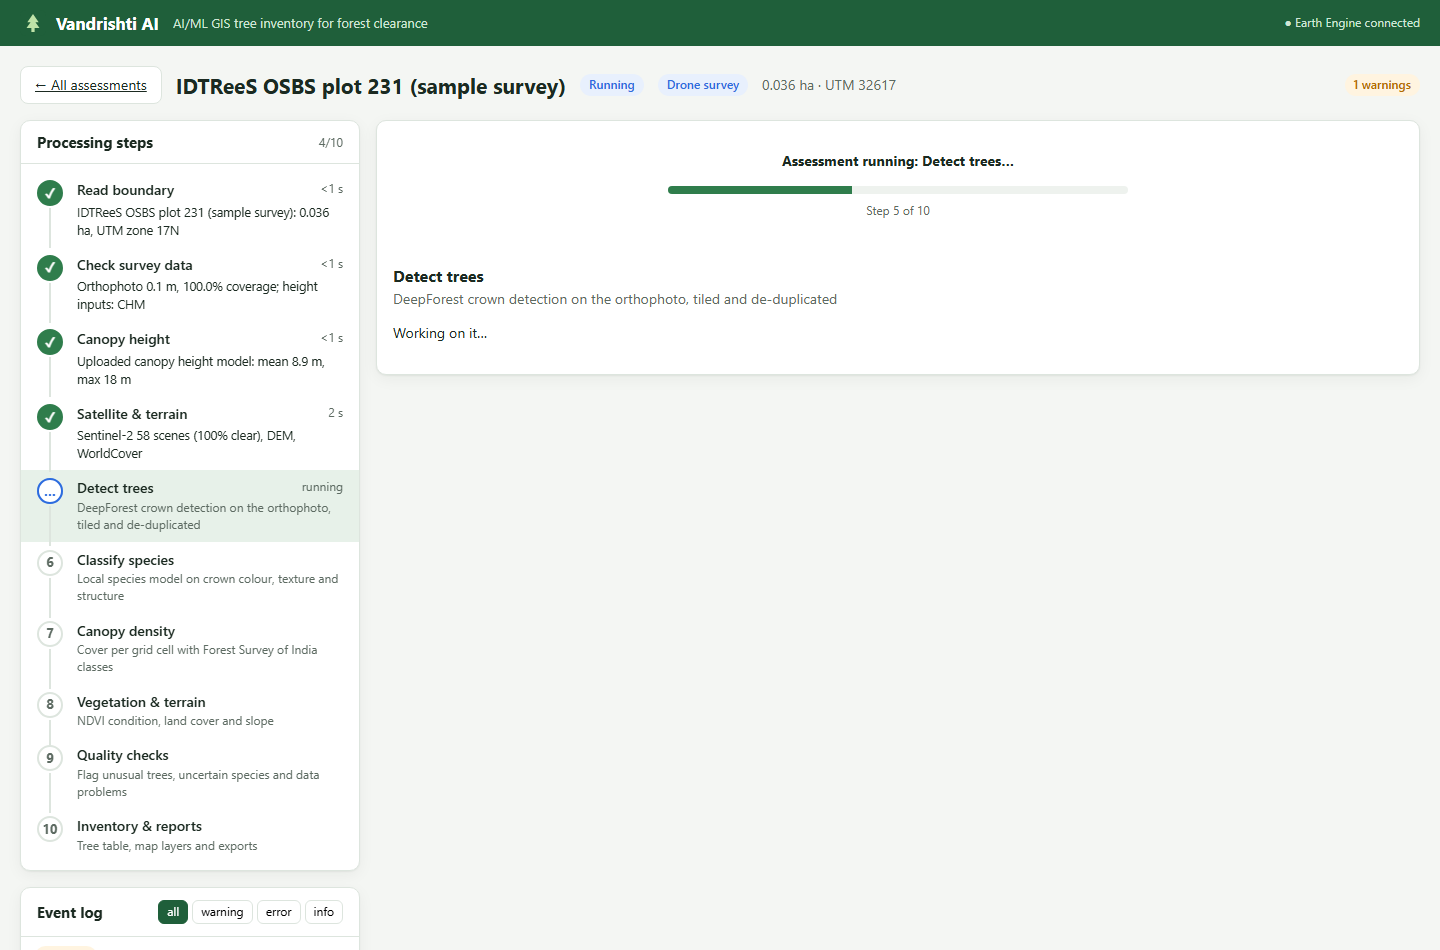 Vandrishti AI AI/ML GIS tree inventory for forest clearance
● Earth Engine connected
← All assessments
IDTReeS OSBS plot 231 (sample survey)
Running
Drone survey
0.036 ha · UTM 32617
1 warnings
Processing steps 4/10
Read boundary <1 s
IDTReeS OSBS plot 231 (sample survey): 0.036
ha, UTM zone 17N
Check survey data <1 s
Orthophoto 0.1 m, 100.0% coverage; height
inputs: CHM
Canopy height <1 s
Uploaded canopy height model: mean 8.9 m,
max 18 m
Satellite & terrain 2 s
Sentinel-2 58 scenes (100% clear), DEM,
WorldCover
... Detect trees running
DeepForest crown detection on the orthophoto,
tiled and de-duplicated
6 Classify species
Local species model on crown colour, texture and
structure
7 Canopy density
Cover per grid cell with Forest Survey of India
classes
8 Vegetation & terrain
NDVI condition, land cover and slope
9 Quality checks
Flag unusual trees, uncertain species and data
problems
10 Inventory & reports
Tree table, map layers and exports
Event log all warning error info
Assessment running: Detect trees...
Step 5 of 10
Detect trees
DeepForest crown detection on the orthophoto, tiled and de-duplicated
Working on it...